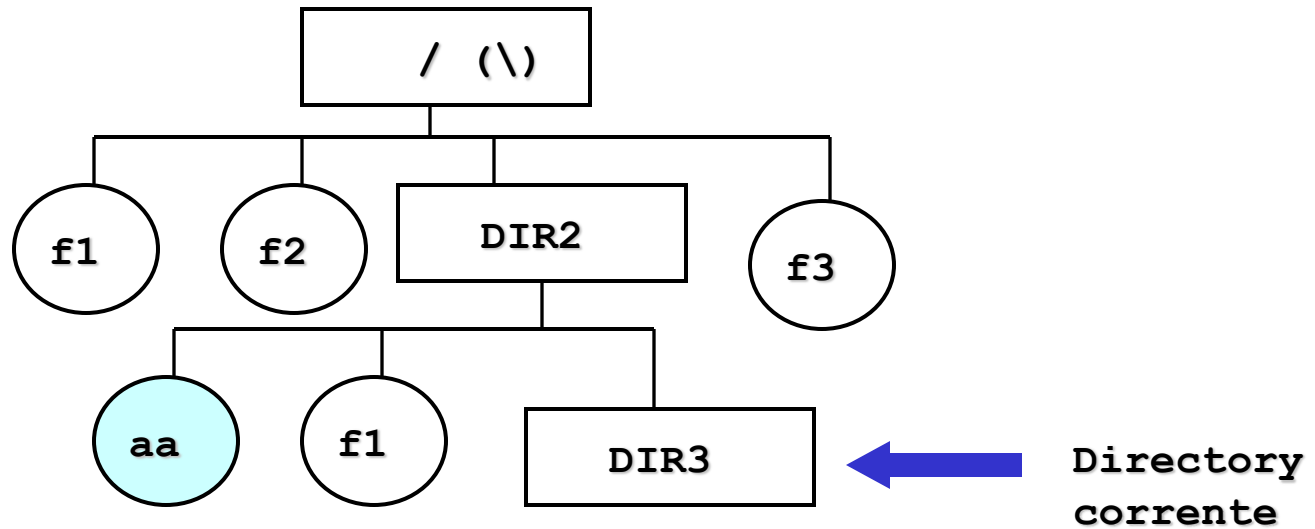 / (\)
f1
f2
DIR2
f3
aa
f1
DIR3
Directory
corrente